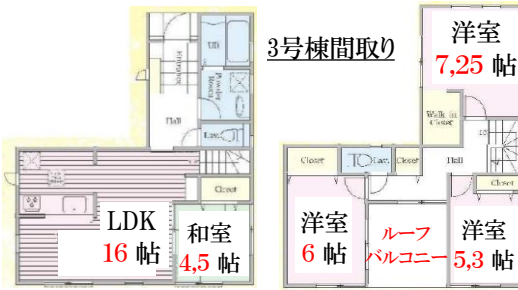 3号棟間取り
UB
Entrance
Powder Room
Hall
Lav.
Closet
LDK
16 帖
和室
4,5 帖
洋室
7,25 帖
Walk in
Closet
Closet
Lav.
Closet
Hall
Closet
洋室
6 帖
ルーフ
バルコニー
洋室
5,3 帖